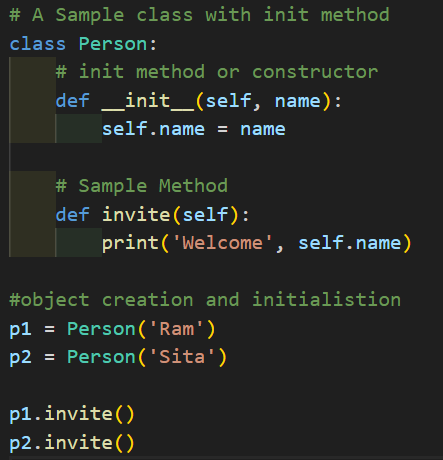 # A Sample class with init method
class Person:
    # init method or constructor
    def __init__(self, name):
        self.name = name

    # Sample Method
    def invite(self):
        print('Welcome', self.name)

#object creation and initialistion
p1 = Person('Ram')
p2 = Person('Sita')

p1.invite()
p2.invite()